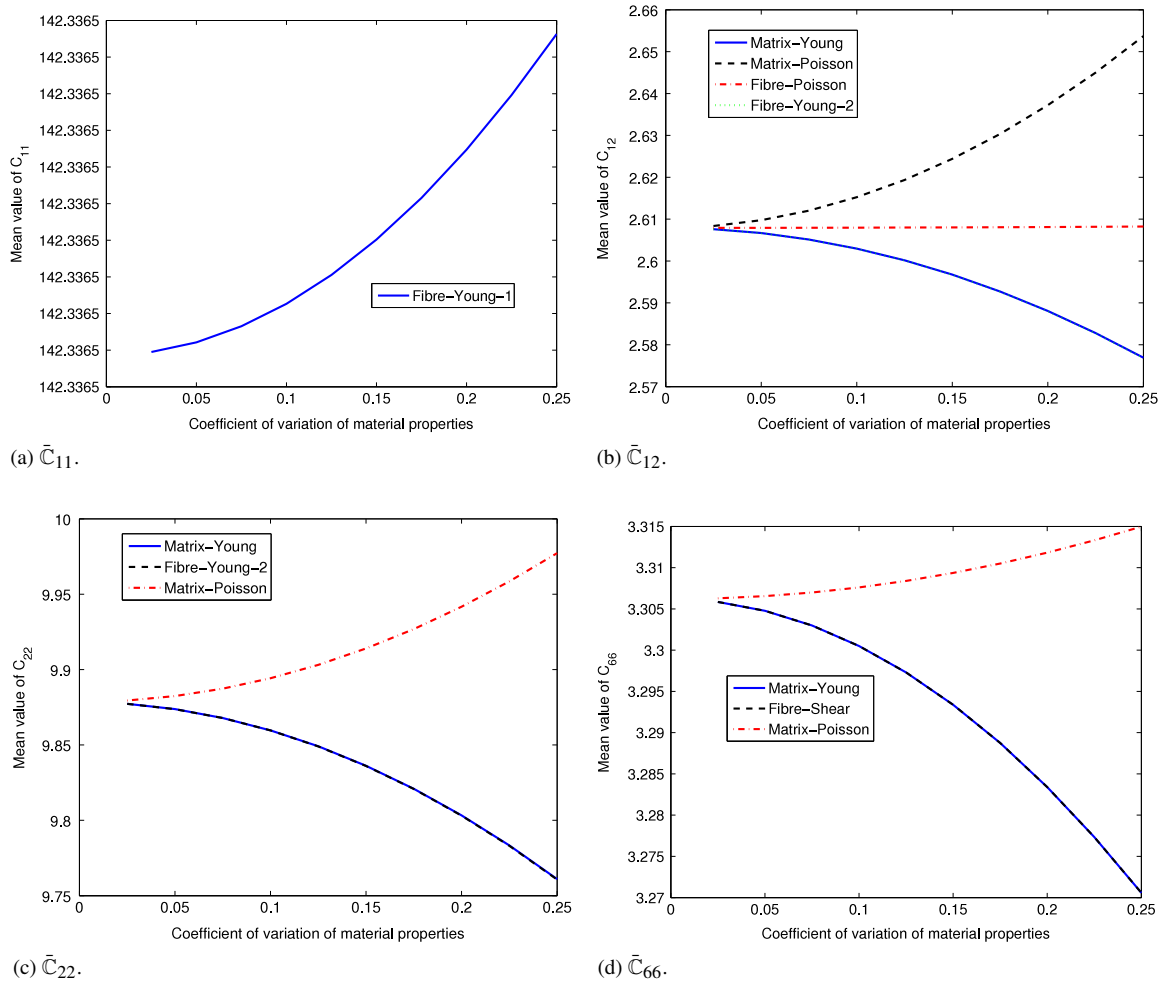 142.3365
142.3365
142.3365
142.3365
142.3365
142.3365
142.3365
142.3365
142.3365
142.3365
142.3365
0
0.05
0.1
0.15
0.2
0.25
Mean value of C11
Coefficient of variation of material properties
Fibre-Young-1
(a) C̄11.
2.66
2.65
2.64
2.63
2.62
2.61
2.6
2.59
2.58
2.57
0
0.05
0.1
0.15
0.2
0.25
Mean value of C12
Coefficient of variation of material properties
Matrix-Young
Matrix-Poisson
Fibre-Poisson
Fibre-Young-2
(b) C̄12.
10
9.95
9.9
9.85
9.8
9.75
0
0.05
0.1
0.15
0.2
0.25
Mean value of C22
Coefficient of variation of material properties
Matrix-Young
Fibre-Young-2
Matrix-Poisson
(c) C̄22.
3.315
3.31
3.305
3.3
3.295
3.29
3.285
3.28
3.275
3.27
0
0.05
0.1
0.15
0.2
0.25
Mean value of C66
Coefficient of variation of material properties
Matrix-Young
Fibre-Shear
Matrix-Poisson
(d) C̄66.